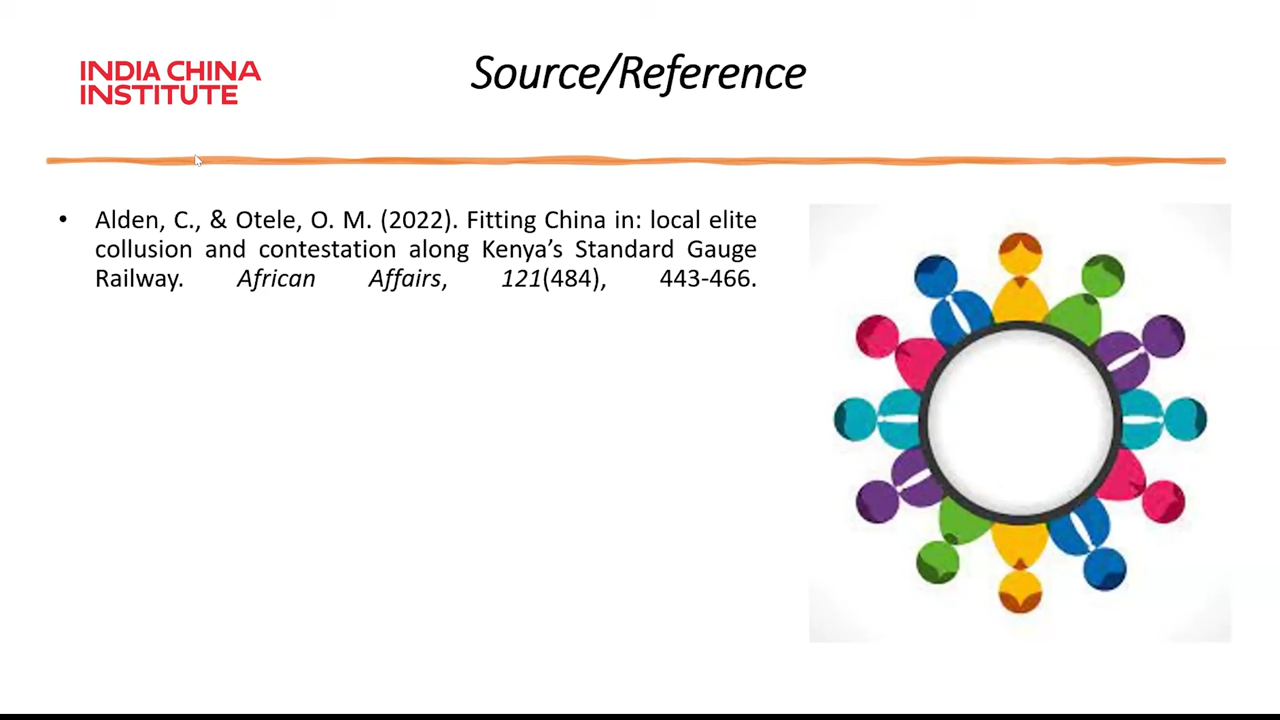 INDIA CHINA
INSTITUTE
Source/Reference
• Alden, C., & Otele, O. M. (2022). Fitting China in: local elite
collusion and contestation along Kenya’s Standard Gauge
Railway. African Affairs, 121(484), 443-466.